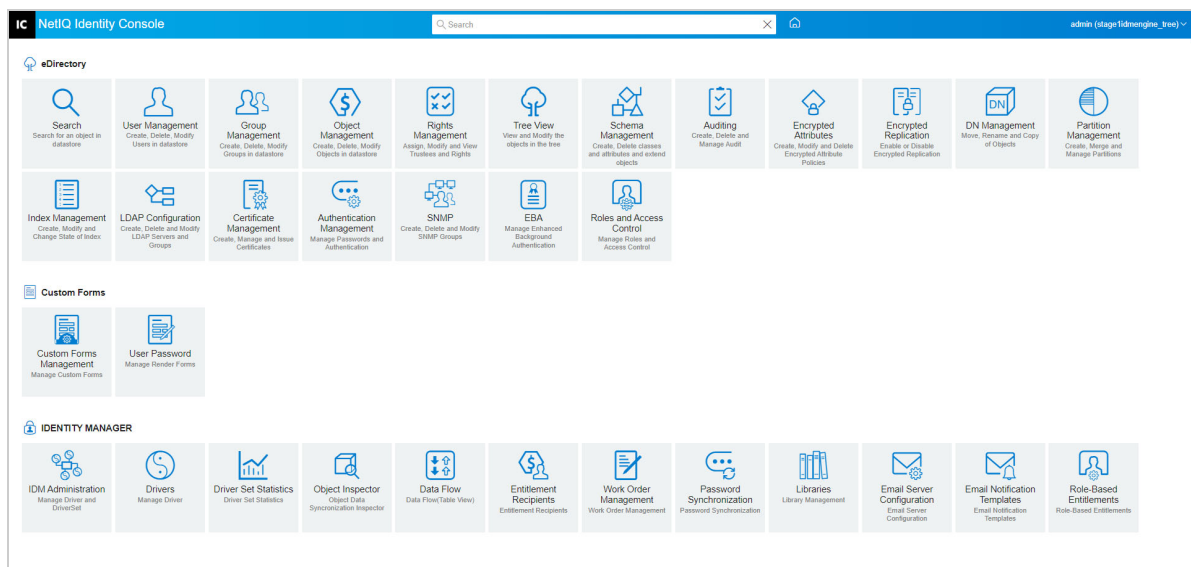 IC NetIQ Identity Console
Search
admin (stage1idmengine_tree)
eDirectory
Search
Search for an object in
datastore
User Management
Create, Delete, Modify
Users in datastore
Group
Management
Create, Delete, Modify
Groups in datastore
$
Object
Management
Create, Delete, Modify
Objects in datastore
Rights
Management
Assign, Modify and View
Trustees and Rights
Tree View
View and Modify the
objects in the tree
Schema
Management
Create, Delete classes
and attributes and extend
objects
Auditing
Create, Delete and
Manage Audit
Encrypted
Attributes
Create, Modify and Delete
Encrypted Attribute
Policies
Encrypted
Replication
Enable or Disable
Encrypted Replication
DN
DN Management
Move, Rename and Copy
of Objects
Partition
Management
Create, Merge and
Manage Partitions
Index Management
Create, Modify and
Change State of Index
LDAP Configuration
Create, Delete and Modify
LDAP Servers and
Groups
Certificate
Management
Create, Manage and Issue
Certificates
Authentication
Management
Manage Passwords and
Authentication
SNMP
Create, Delete and Modify
SNMP Groups
EBA
Manage Enhanced
Background
Authentication
Roles and Access
Control
Manage Roles and
Access Control
Custom Forms
Custom Forms
Management
Manage Custom Forms
User Password
Manage Render Forms
IDENTITY MANAGER
IDM Administration
Manage Driver and
DriverSet
Drivers
Manage Driver
Driver Set Statistics
Driver Set Statistics
Object Inspector
Object Data
Syncronization Inspector
Data Flow
Data Flow(Table View)
$
Entitlement
Recipients
Entitlement Recipients
Work Order
Management
Work Order Management
Password
Synchronization
Password Synchronization
Libraries
Library Management
Email Server
Configuration
Email Server
Configuration
Email Notification
Templates
Email Notification
Templates
Role-Based
Entitlements
Role-Based Entitlements